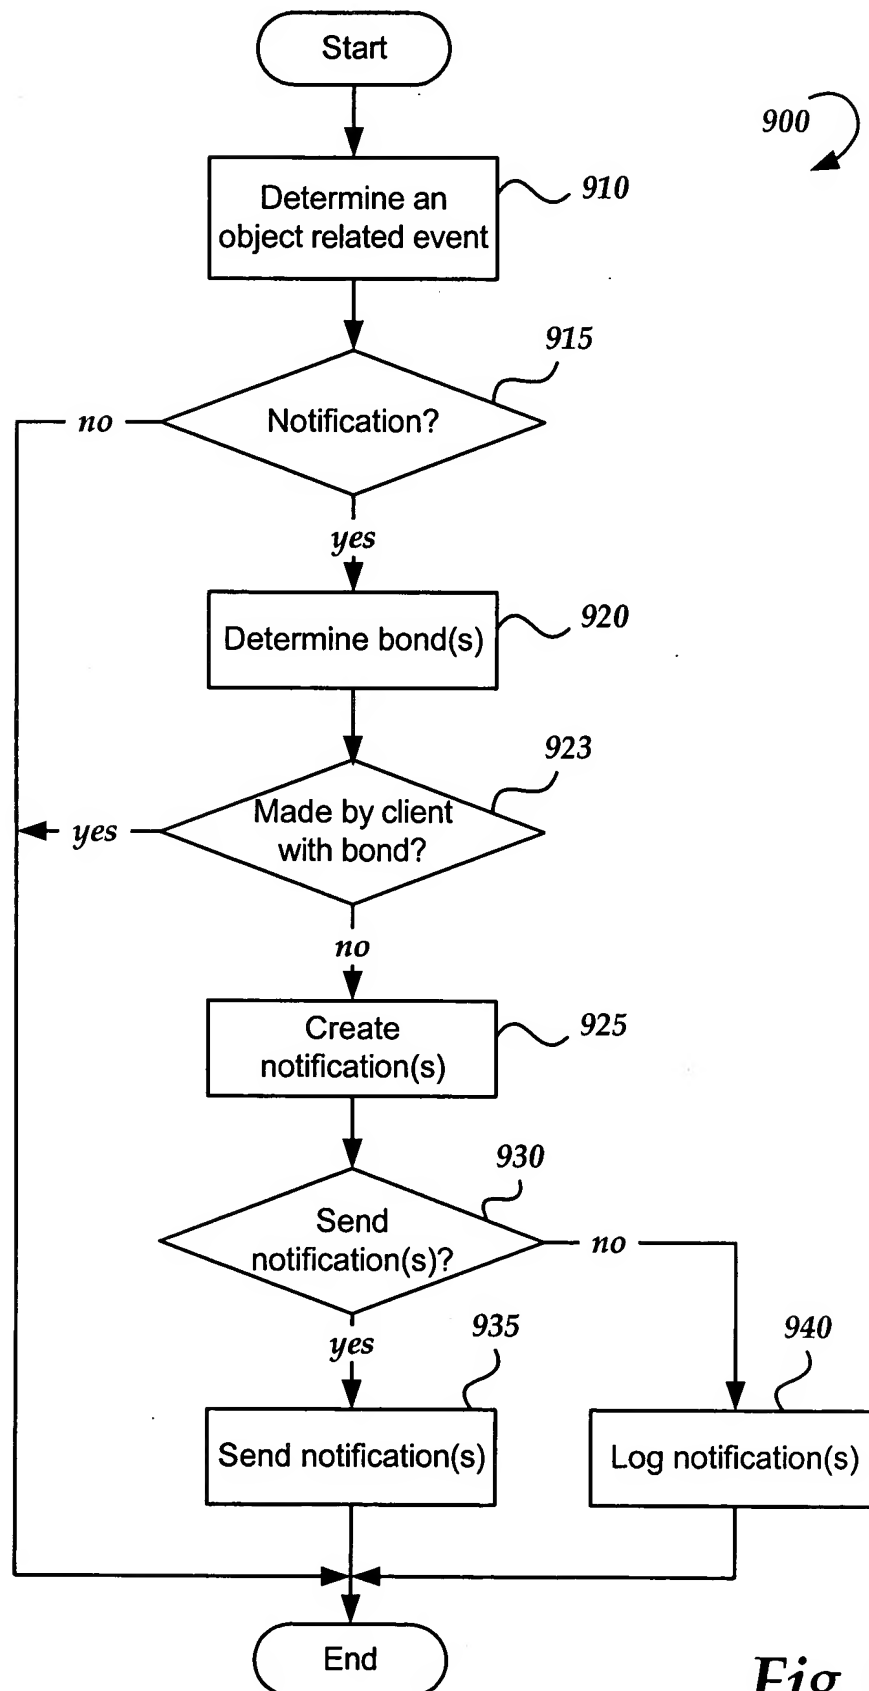 Start
900
Determine an
object related event
910
915
Notification?
no
yes
Determine bond(s)
920
923
Made by client
with bond?
yes
no
Create
notification(s)
925
930
Send
notification(s)?
no
yes
935
940
Send notification(s)
Log notification(s)
End
Fig